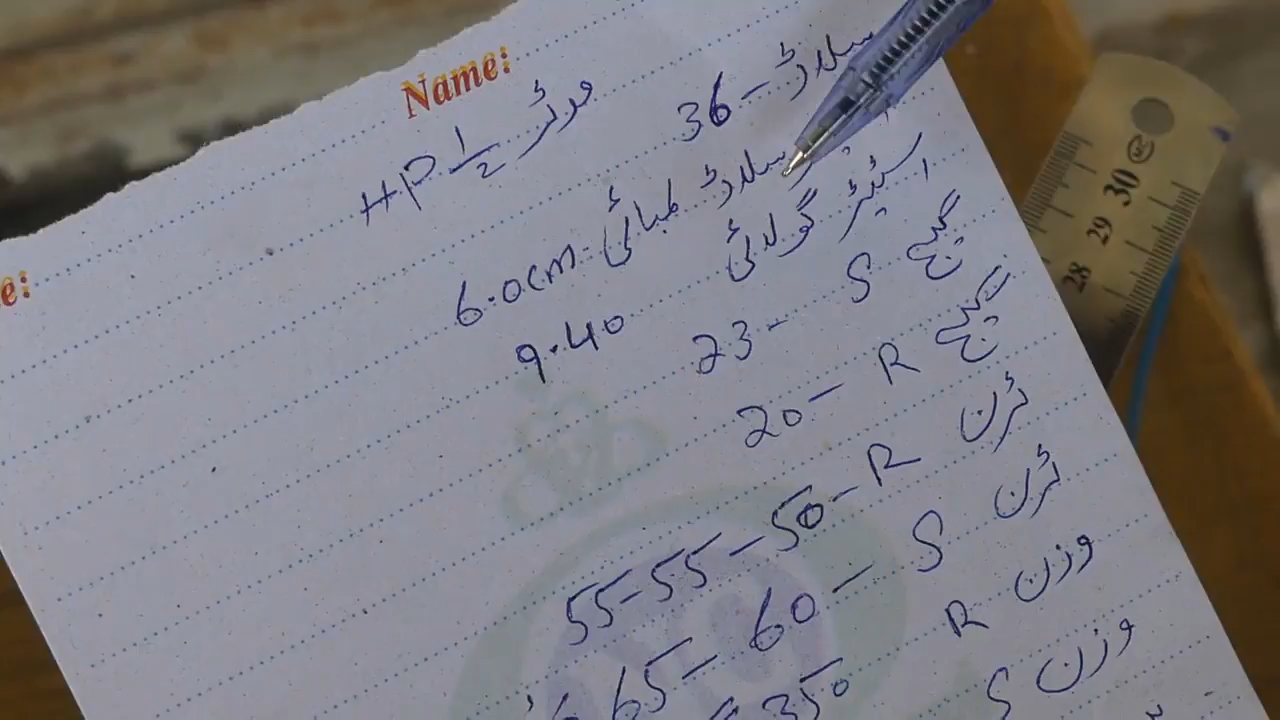 Name:
e:
موٹر 1/2 HP
سلاٹ - 36
سلاٹ لمبائی 6.0cm
اسٹیٹر گولائی 9.40
گیج S - 23
گیج R - 20
ٹرن R - 50 - 55 - 55
ٹرن S - 60 - 65
وزن R 350
وزن S
28 29 30